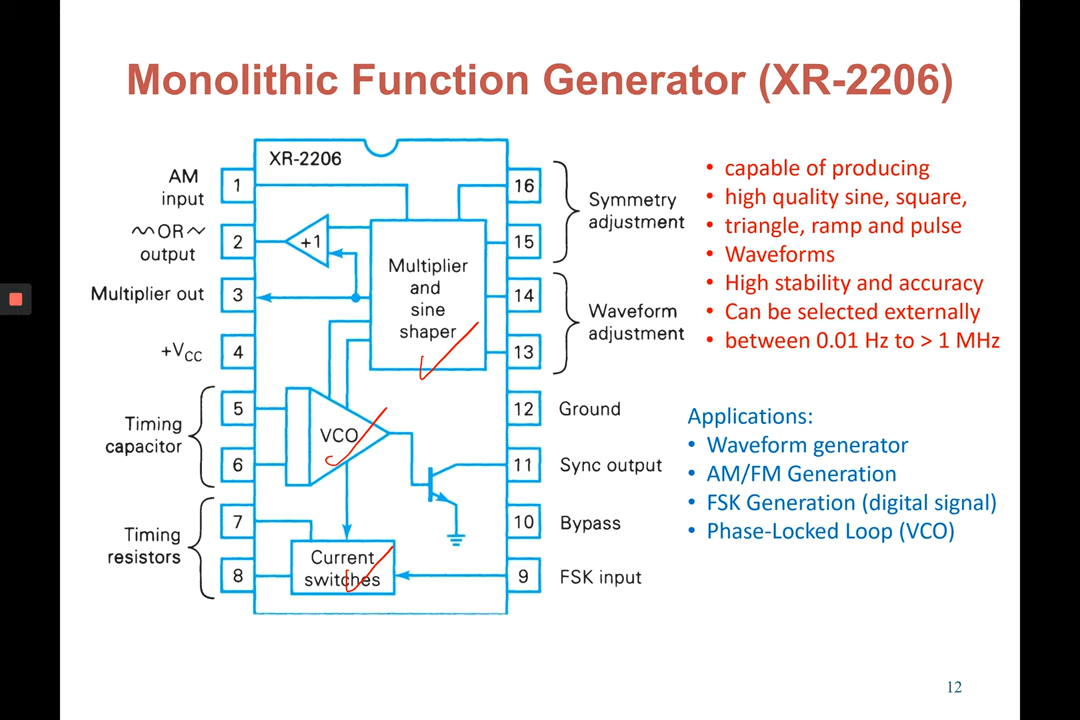 Monolithic Function Generator (XR-2206)
XR-2206
AM
input
1
OR
output
2
+1
Multiplier out
3
+VCC
4
Timing
capacitor
5
6
Timing
resistors
7
8
Multiplier
and
sine
shaper
VCO
Current
switches
16
15
Symmetry
adjustment
14
13
Waveform
adjustment
12
Ground
11
Sync output
10
Bypass
9
FSK input
• capable of producing
• high quality sine, square,
• triangle, ramp and pulse
• Waveforms
• High stability and accuracy
• Can be selected externally
• between 0.01 Hz to > 1 MHz
Applications:
• Waveform generator
• AM/FM Generation
• FSK Generation (digital signal)
• Phase-Locked Loop (VCO)
12